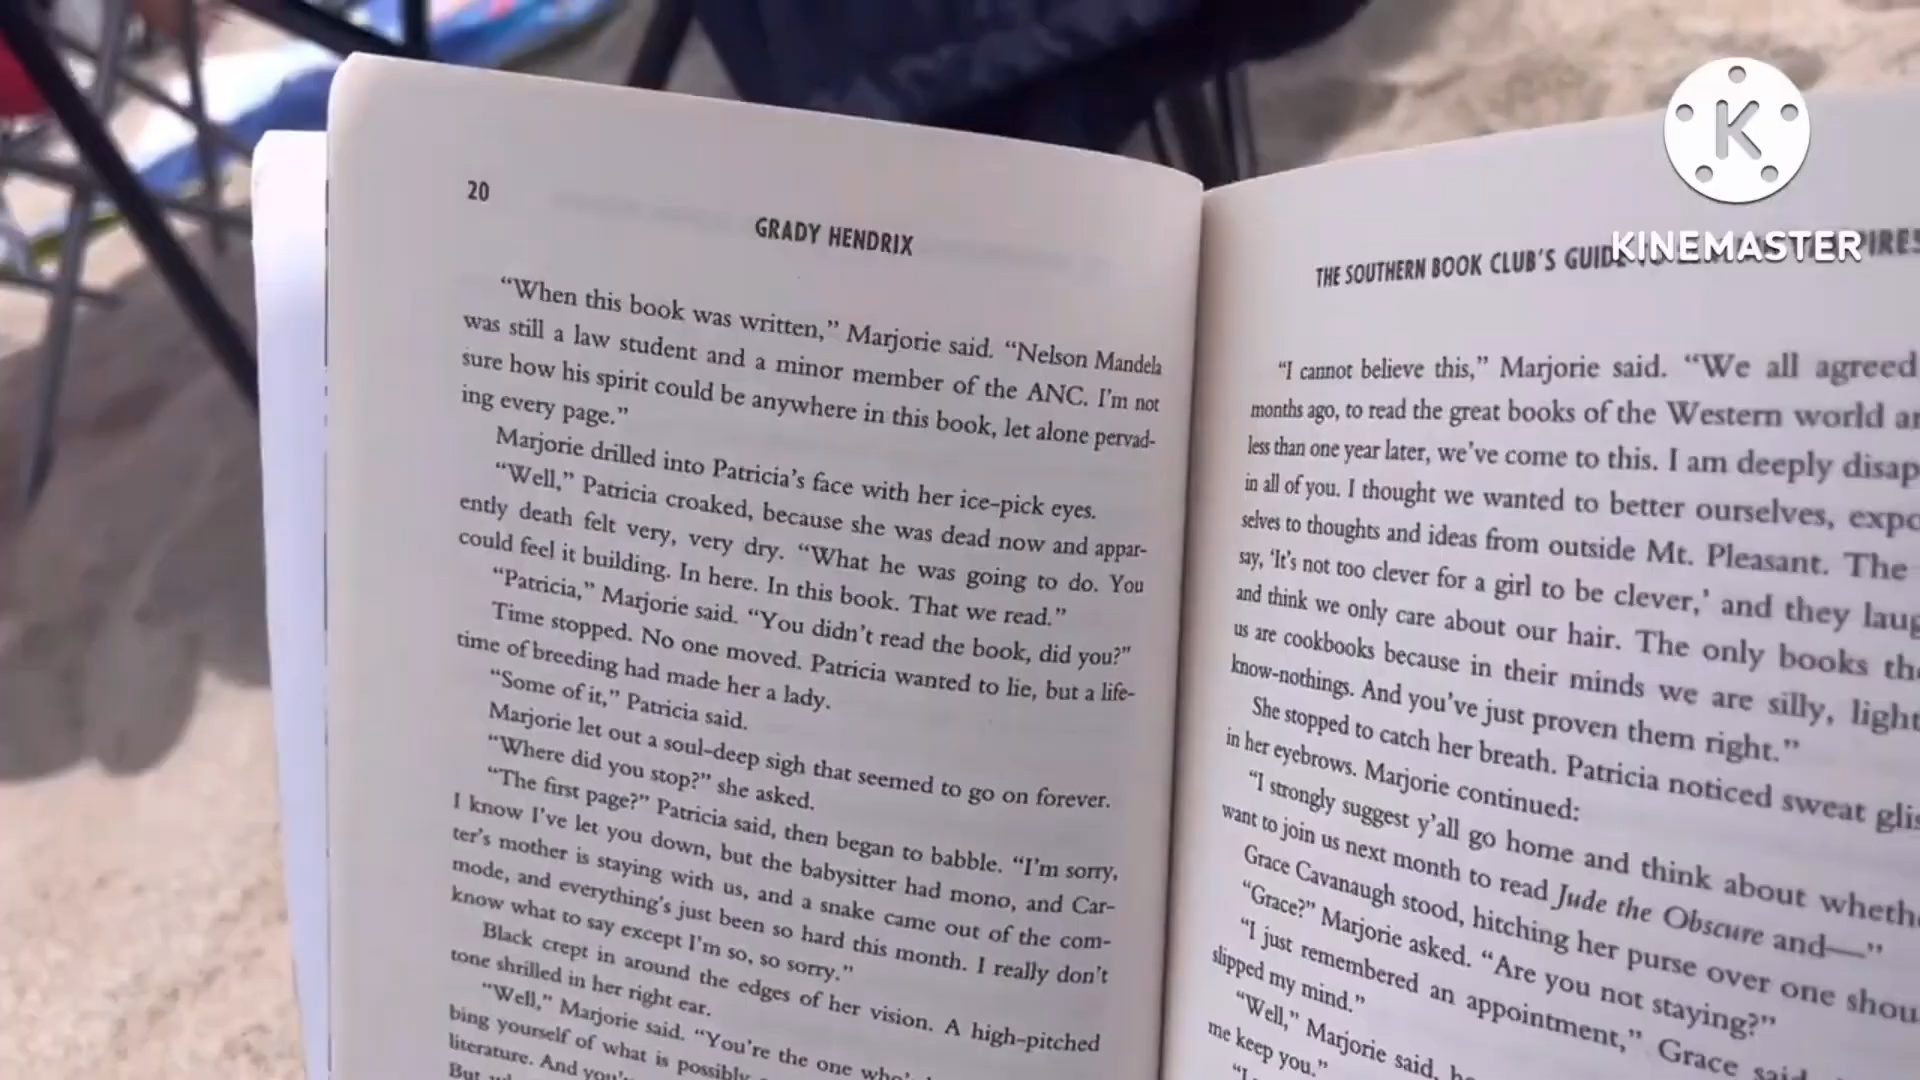 20
GRADY HENDRIX
“When this book was written,” Marjorie said. “Nelson Mandela
was still a law student and a minor member of the ANC. I’m not
sure how his spirit could be anywhere in this book, let alone pervad-
ing every page.”
Marjorie drilled into Patricia’s face with her ice-pick eyes.
“Well,” Patricia croaked, because she was dead now and appar-
ently death felt very, very dry. “What he was going to do. You
could feel it building. In here. In this book. That we read.”
“Patricia,” Marjorie said. “You didn’t read the book, did you?”
Time stopped. No one moved. Patricia wanted to lie, but a life-
time of breeding had made her a lady.
“Some of it,” Patricia said.
Marjorie let out a soul-deep sigh that seemed to go on forever.
“Where did you stop?” she asked.
“The first page?” Patricia said, then began to babble. “I’m sorry,
I know I’ve let you down, but the babysitter had mono, and Car-
ter’s mother is staying with us, and a snake came out of the com-
mode, and everything’s just been so hard this month. I really don’t
know what to say except I’m so, so sorry.”
Black crept in around the edges of her vision. A high-pitched
tone shrilled in her right ear.
“Well,” Marjorie said. “You’re the one
bing yourself of what is possibly
literature. And
But
THE SOUTHERN BOOK CLUB’S
“I cannot believe this,” Marjorie said. “We all agreed
months ago, to read the great books of the Western world
less than one year later, we’ve come to this. I am deeply
in all of you. I thought we wanted to better ourselves,
selves to thoughts and ideas from outside Mt. Pleasant. The
say, ‘It’s not too clever for a girl to be clever,’ and they
and think we only care about our hair. The only books
us are cookbooks because in their minds we are silly,
know-nothings. And you’ve just proven them right.”
She stopped to catch her breath. Patricia noticed sweat
in her eyebrows. Marjorie continued:
“I strongly suggest y’all go home and think about
want to join us next month to read Jude the Obscure and—”
Grace Cavanaugh stood, hitching her purse over one
“Grace?” Marjorie asked. “Are you not staying?”
“I just remembered an appointment,” Grace
slipped my mind.”
“Well,” Marjorie said,
me keep you.”
K
KINEMASTER